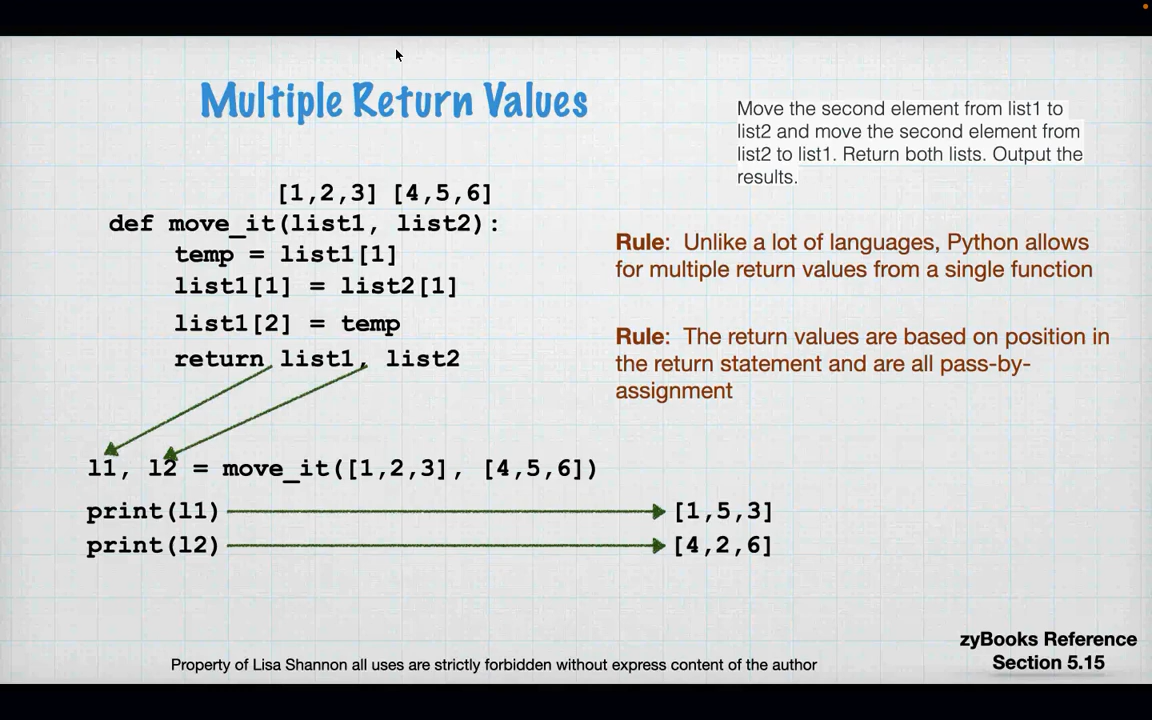 Multiple Return Values
Move the second element from list1 to
list2 and move the second element from
list2 to list1. Return both lists. Output the
results.
[1,2,3] [4,5,6]
def move_it(list1, list2):
temp = list1[1]
list1[1] = list2[1]
list1[2] = temp
return list1, list2
Rule: Unlike a lot of languages, Python allows
for multiple return values from a single function
Rule: The return values are based on position in
the return statement and are all pass-by-
assignment
l1, l2 = move_it([1,2,3], [4,5,6])
print(l1) [1,5,3]
print(l2) [4,2,6]
zyBooks Reference
Section 5.15
Property of Lisa Shannon all uses are strictly forbidden without express content of the author